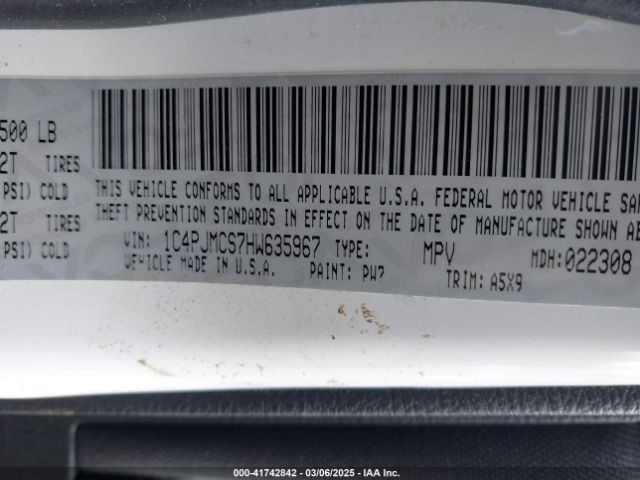 500 LB
2T TIRES
PSI) COLD
2T TIRES
PSI) COLD
THIS VEHICLE CONFORMS TO ALL APPLICABLE U.S.A. FEDERAL MOTOR VEHICLE SAF
THEFT PREVENTION STANDARDS IN EFFECT ON THE DATE OF MANUFACTURE SHOWN AB
VIN: 1C4PJMCS7HW635967 TYPE: MPV MDH:022308
VEHICLE MADE IN U.S.A. PAINT: PW7 TRIM: A5X9
000-41742842 / 03/06/2025 - IAA Inc.